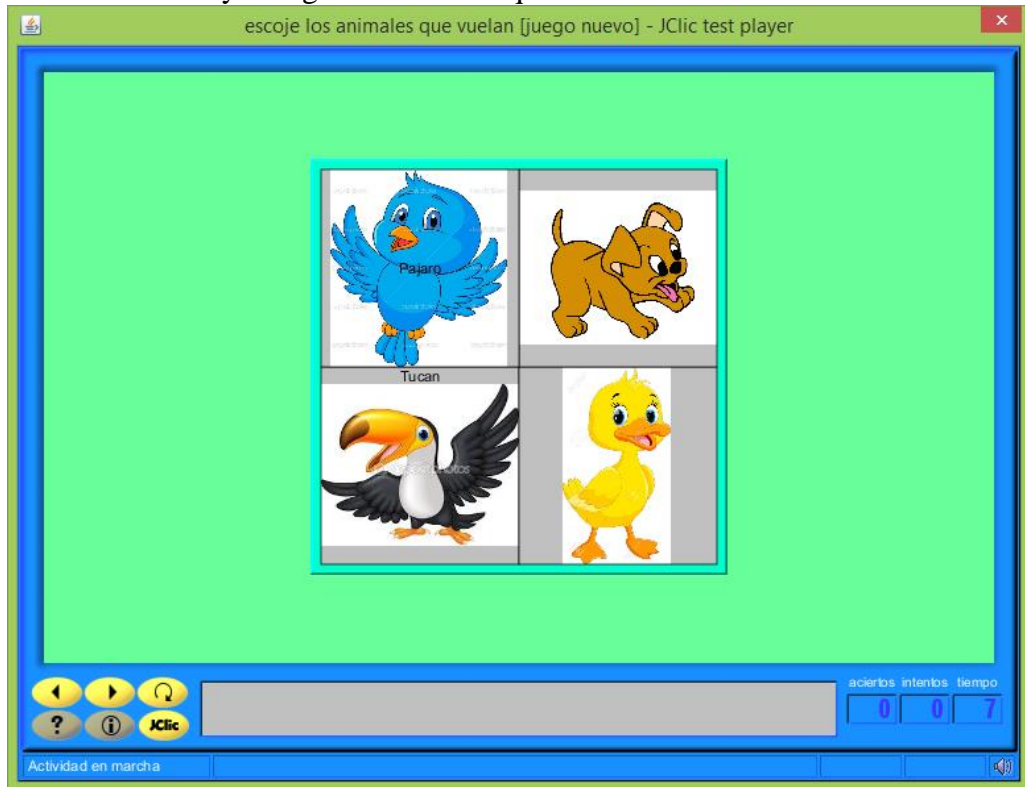 escoje los animales que vuelan [juego nuevo] - JClic test player
Pajaro
Tucan
aciertos intentos tiempo
0 0 7
? i JClic
Actividad en marcha